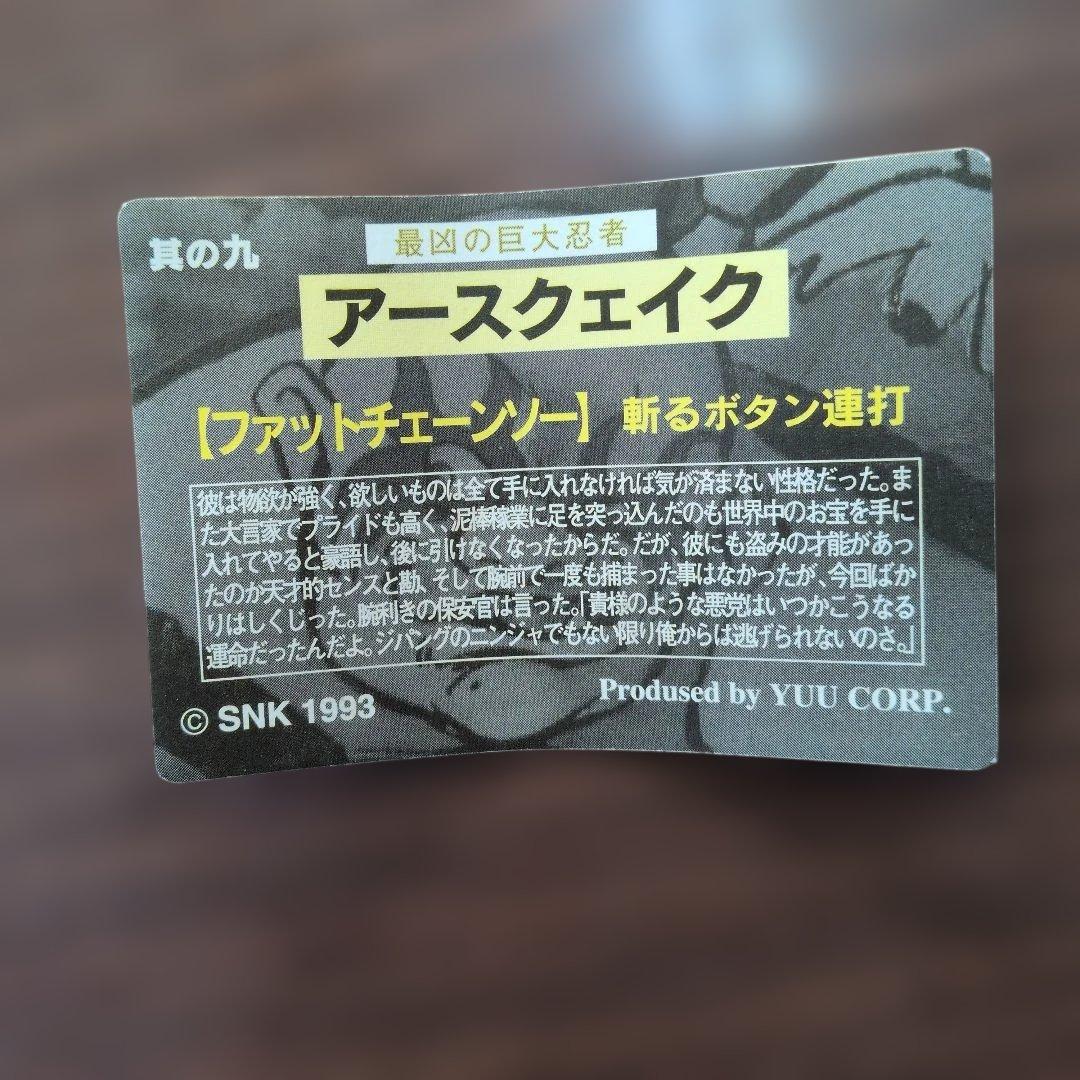 其の九
最凶の巨大忍者
アースクェイク
【ファットチェーンソー】 斬るボタン連打
彼は物欲が強く、欲しいものは全て手に入れなければ気が済まない性格だった。ま
た大言家でプライドも高く、泥棒稼業に足を突っ込んだのも世界中のお宝を手に
入れてやると豪語し、後に引けなくなったからだ。だが、彼にも盗みの才能があっ
たのか天才的センスと勘、そして腕前で一度も捕まった事はなかったが、今回ばか
りはしくじった。腕利きの保安官は言った。「貴様のような悪党はいつかこうなる
運命だったんだよ。ジパングのニンジャでもない限り俺からは逃げられないのさ。」
© SNK 1993
Prodused by YUU CORP.